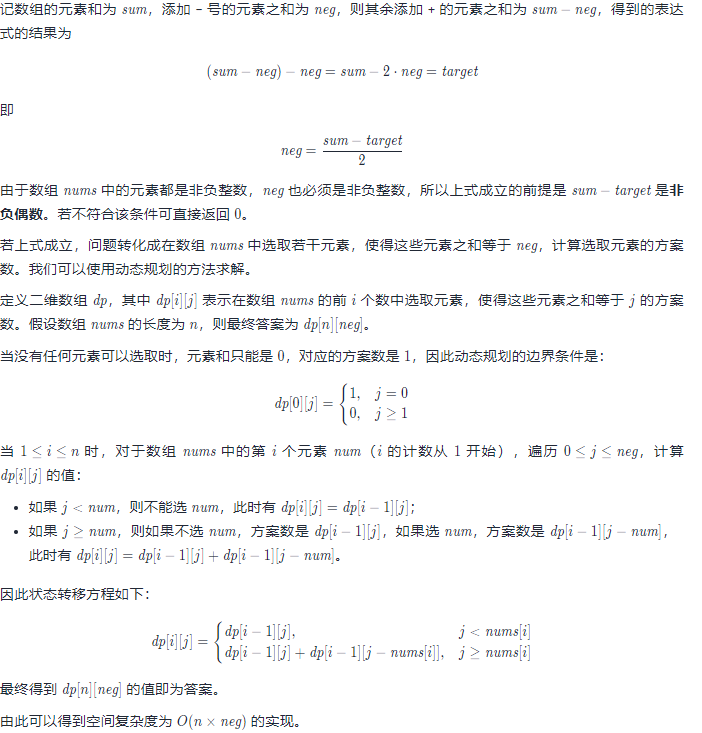 记数组的元素和为 sum，添加 - 号的元素之和为 neg，则其余添加 + 的元素之和为 sum − neg，得到的表达
式的结果为
(sum − neg) − neg = sum − 2 · neg = target
即
neg = \frac{sum − target}{2}
由于数组 nums 中的元素都是非负整数，neg 也必须是非负整数，所以上式成立的前提是 sum − target 是非
负偶数。若不符合该条件可直接返回 0。
若上式成立，问题转化成在数组 nums 中选取若干元素，使得这些元素之和等于 neg，计算选取元素的方案
数。我们可以使用动态规划的方法求解。
定义二维数组 dp，其中 dp[i][j] 表示在数组 nums 的前 i 个数中选取元素，使得这些元素之和等于 j 的方案
数。假设数组 nums 的长度为 n，则最终答案为 dp[n][neg]。
当没有任何元素可以选取时，元素和只能是 0，对应的方案数是 1，因此动态规划的边界条件是：
dp[0][j] = { 1, j = 0
0, j ≥ 1
当 1 ≤ i ≤ n 时，对于数组 nums 中的第 i 个元素 num（i 的计数从 1 开始），遍历 0 ≤ j ≤ neg，计算
dp[i][j] 的值：
• 如果 j < num，则不能选 num，此时有 dp[i][j] = dp[i − 1][j]；
• 如果 j ≥ num，则如果不选 num，方案数是 dp[i − 1][j]，如果选 num，方案数是 dp[i − 1][j − num]，
此时有 dp[i][j] = dp[i − 1][j] + dp[i − 1][j − num]。
因此状态转移方程如下：
dp[i][j] = { dp[i − 1][j], j < nums[i]
dp[i − 1][j] + dp[i − 1][j − nums[i]], j ≥ nums[i]
最终得到 dp[n][neg] 的值即为答案。
由此可以得到空间复杂度为 O(n × neg) 的实现。